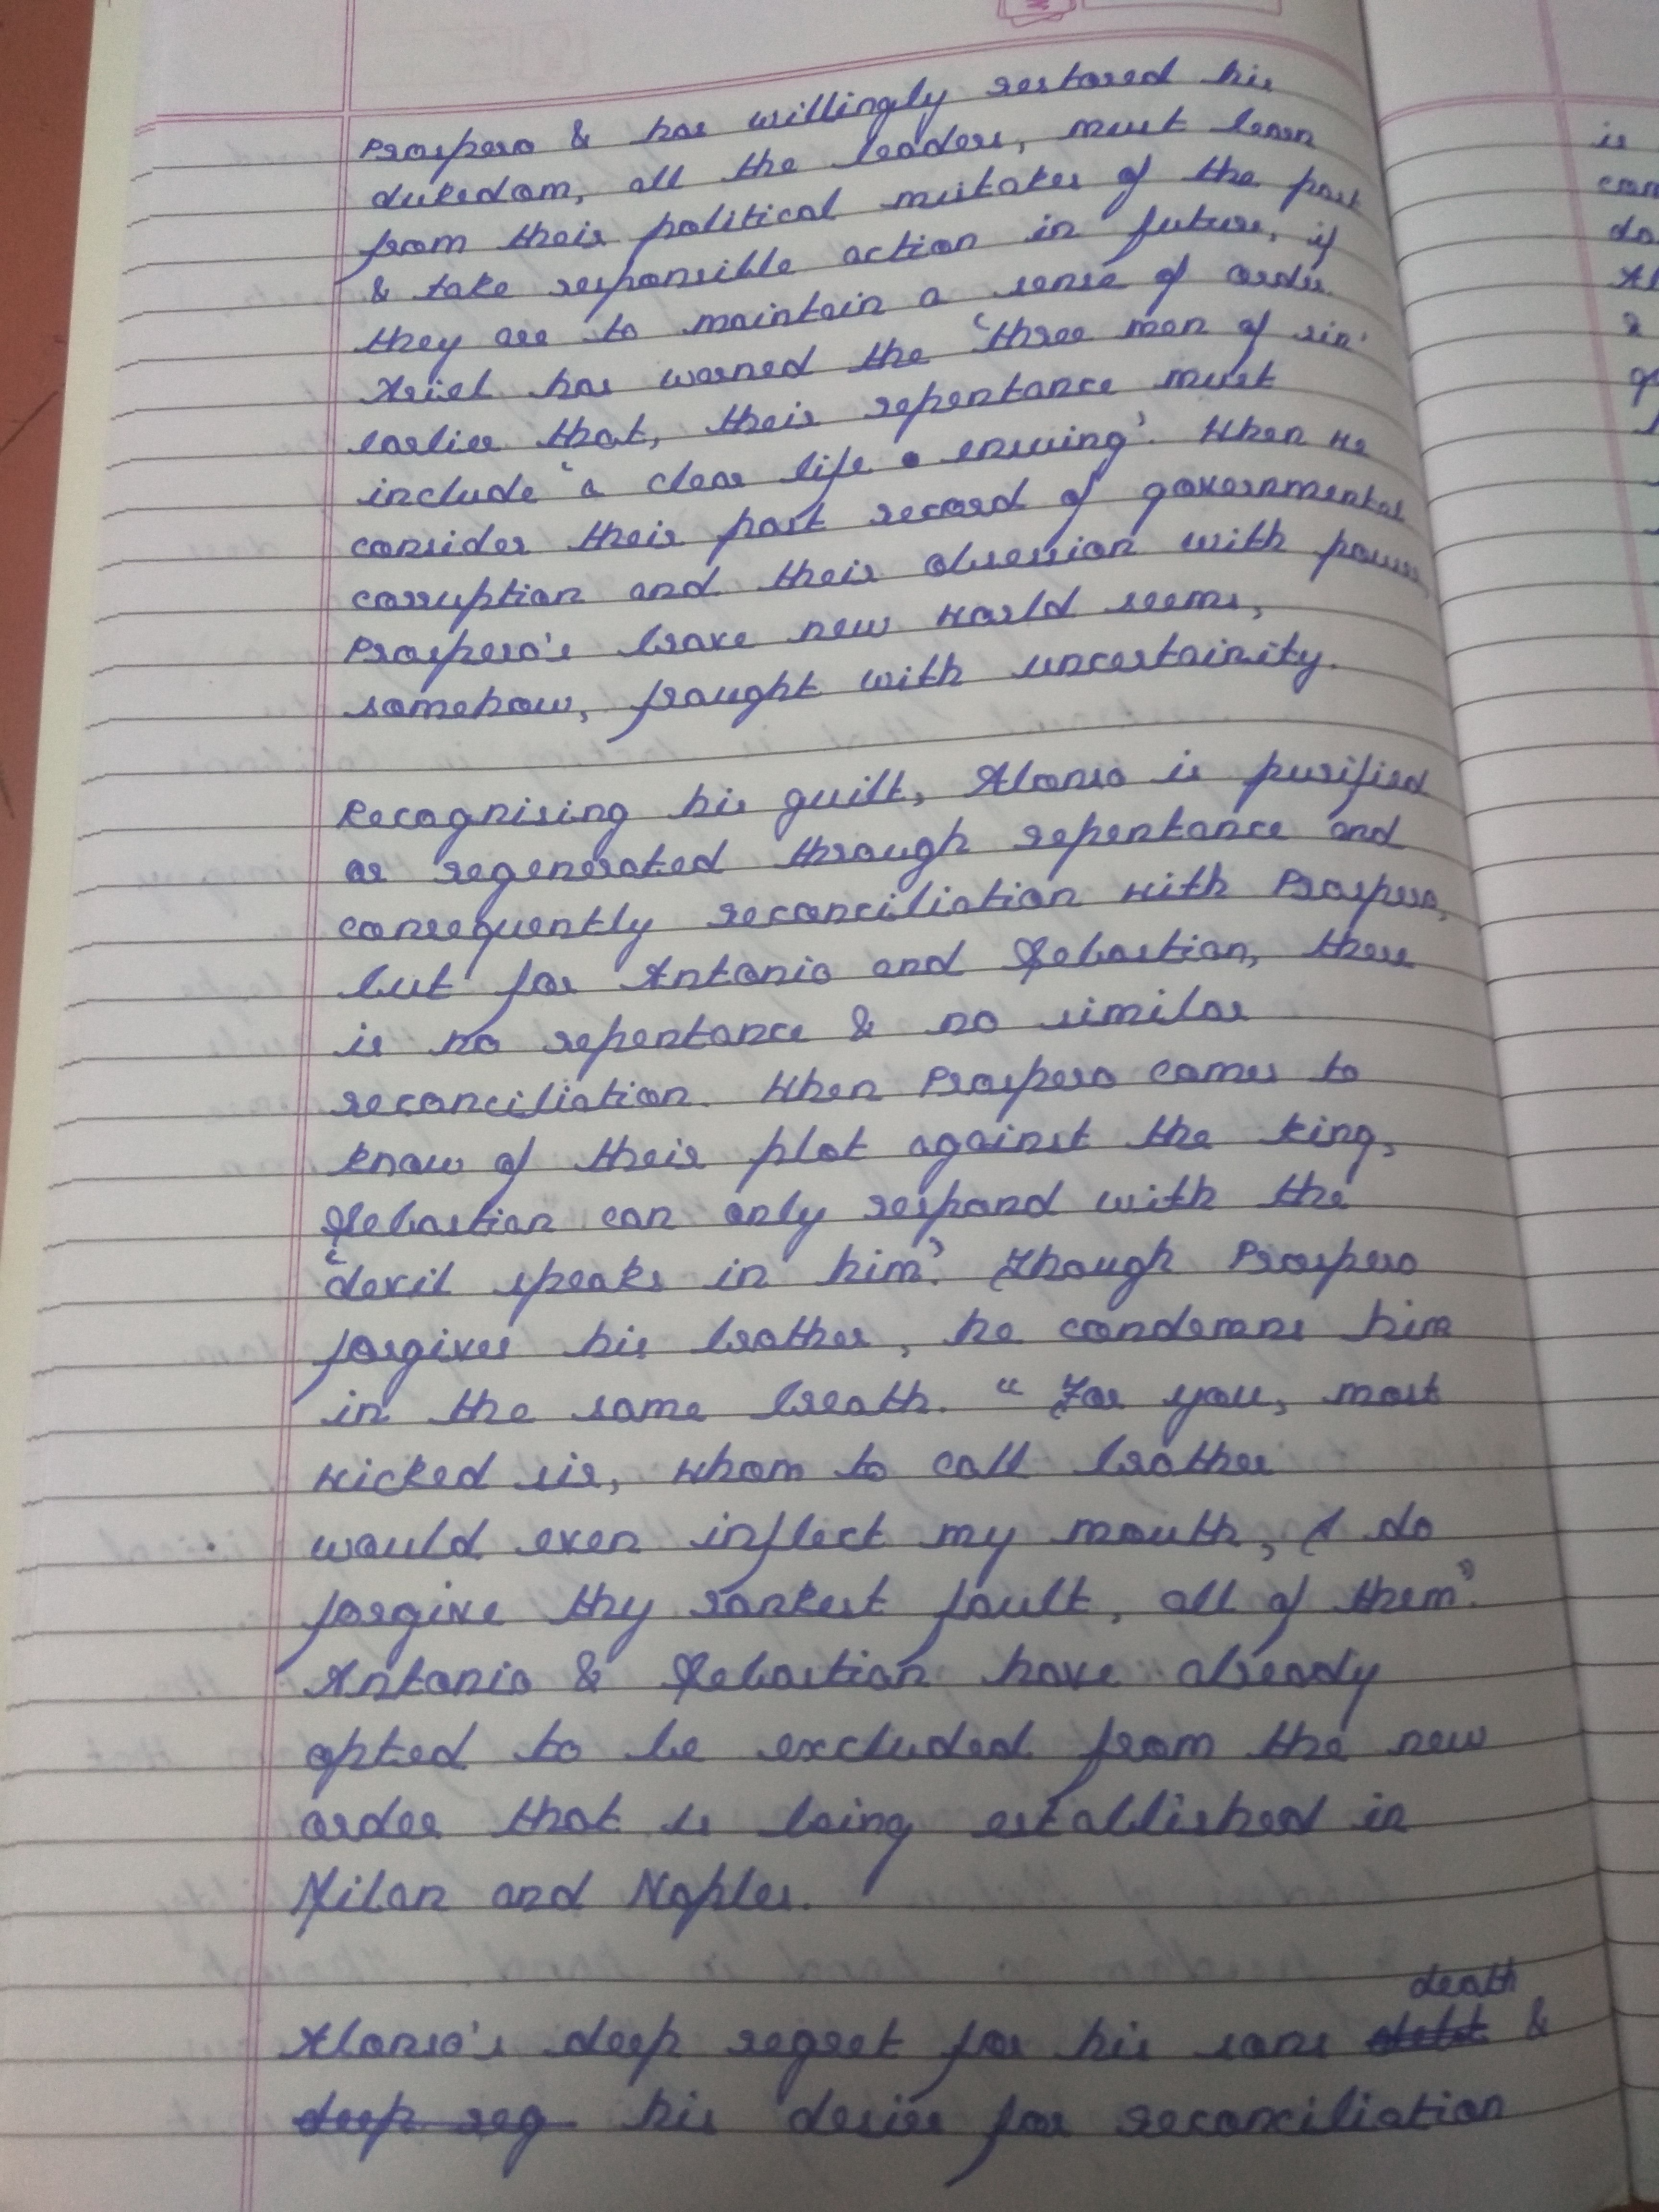 Prospero & has willingly restored his
dukedom, all the leaders, must learn
from their political mistakes of the past
& take responsible action in future, if
they are to maintain a sense of order.
Ariel has warned the 'three men of sin'
earlier that, their repentance must
include 'a clear life ensuing'. When we
consider their past record of governmental
corruption and their obsession with power,
Prospero's brave new world seems,
somehow, fraught with uncertainity.
Recognising his guilt, Alonso is purified
or regenerated through repentance and
consequently reconciliation with Prospero,
but for Antonio and Sebastian, there
is no repentance & no similar
reconciliation. When Prospero comes to
know of their plot against the king,
Sebastian can only respond with the
'devil speaks in him'. Though Prospero
forgives his brother, he condemns him
in the same breath. "For you, most
wicked sir, whom to call brother
would even inflect my mouth, I do
forgive thy rankest fault, all of them".
Antonio & Sebastian have already
opted to be excluded from the new
order that is being established in
Milan and Naples.
death
Alonso's deep regret for his sons debt &
deep reg his desire for reconciliation
is
&